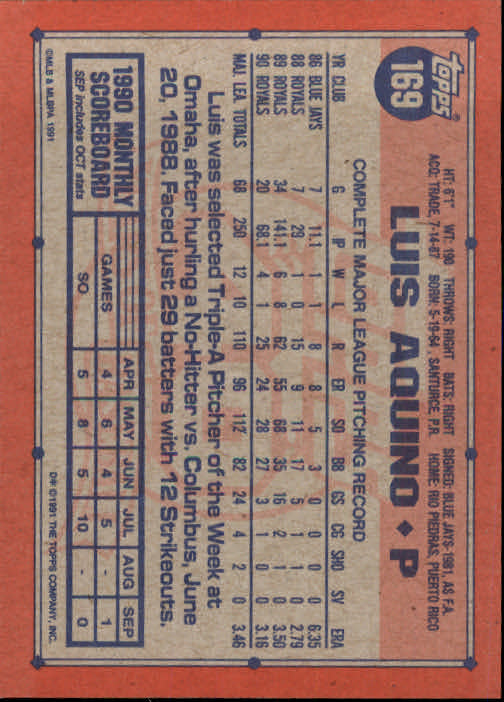 topps®
169
HT: 6'1" WT: 190 THROWS: RIGHT BATS: RIGHT SIGNED: BLUE JAYS 1981, AS F.A.
ACQ: TRADE, 7-14-87 BORN: 5-19-64, SANTURCE, P.R. HOME: RIO PIEDRAS, PUERTO RICO
LUIS AQUINO ♦ P
COMPLETE MAJOR LEAGUE PITCHING RECORD
YR CLUB G IP W L R ER SO BB GS CG SHO SV ERA
86 BLUE JAYS 7 11.1 1 1 8 8 5 3 0 0 0 0 6.35
88 ROYALS 7 29 1 0 15 9 11 17 5 1 1 0 2.79
89 ROYALS 34 141.1 6 8 62 55 68 35 16 2 1 0 3.50
90 ROYALS 20 68.1 4 1 25 24 28 27 3 1 0 0 3.16
MAJ. LEA. TOTALS 68 250 12 10 110 96 112 82 24 4 2 0 3.46
Luis was selected Triple-A Pitcher of the Week at
Omaha, after hurling a No-Hitter vs. Columbus, June
20, 1988. Faced just 29 batters with 12 Strikeouts.
1990 MONTHLY
SCOREBOARD
SEP includes OCT stats
APR MAY JUN JUL AUG SEP
GAMES 4 6 4 5 - 1
SO 5 8 5 10 - 0
©MLB & MLBPA 1991
D* ©1991 THE TOPPS COMPANY, INC.